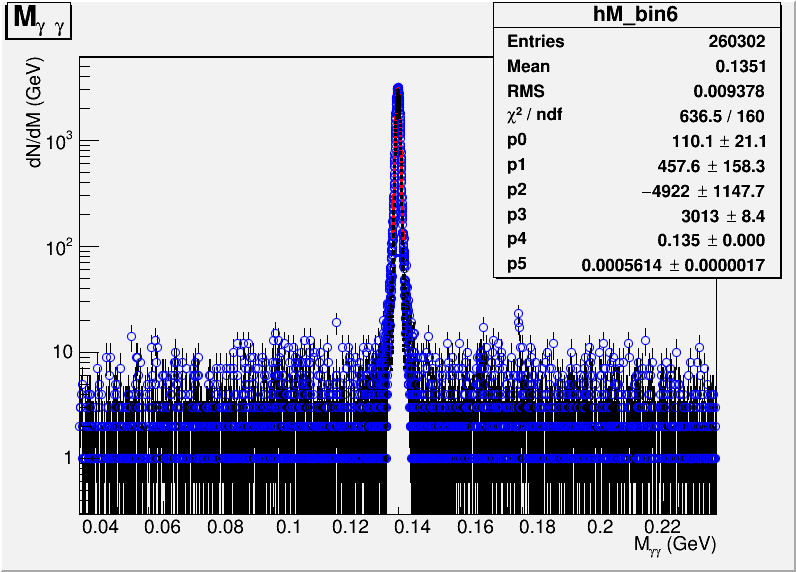 M γ γ
hM_bin6
Entries 260302
Mean 0.1351
RMS 0.009378
χ² / ndf 636.5 / 160
p0 110.1 ± 21.1
p1 457.6 ± 158.3
p2 −4922 ± 1147.7
p3 3013 ± 8.4
p4 0.135 ± 0.000
p5 0.0005614 ± 0.0000017
dN/dM (GeV)
10³
10²
10
1
0.04 0.06 0.08 0.1 0.12 0.14 0.16 0.18 0.2 0.22
Mγγ (GeV)